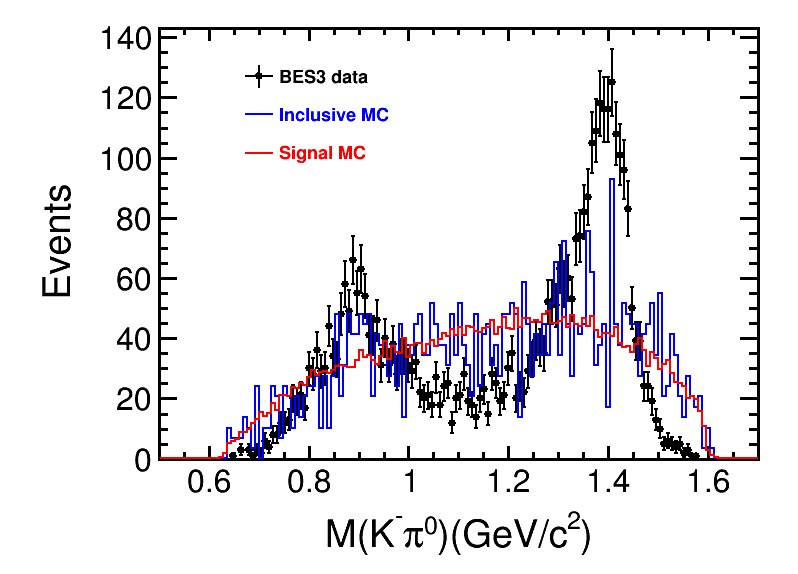 140
120
100
80
60
40
20
0
Events
BES3 data
Inclusive MC
Signal MC
0.6 0.8 1 1.2 1.4 1.6
M(K⁻π⁰)(GeV/c²)